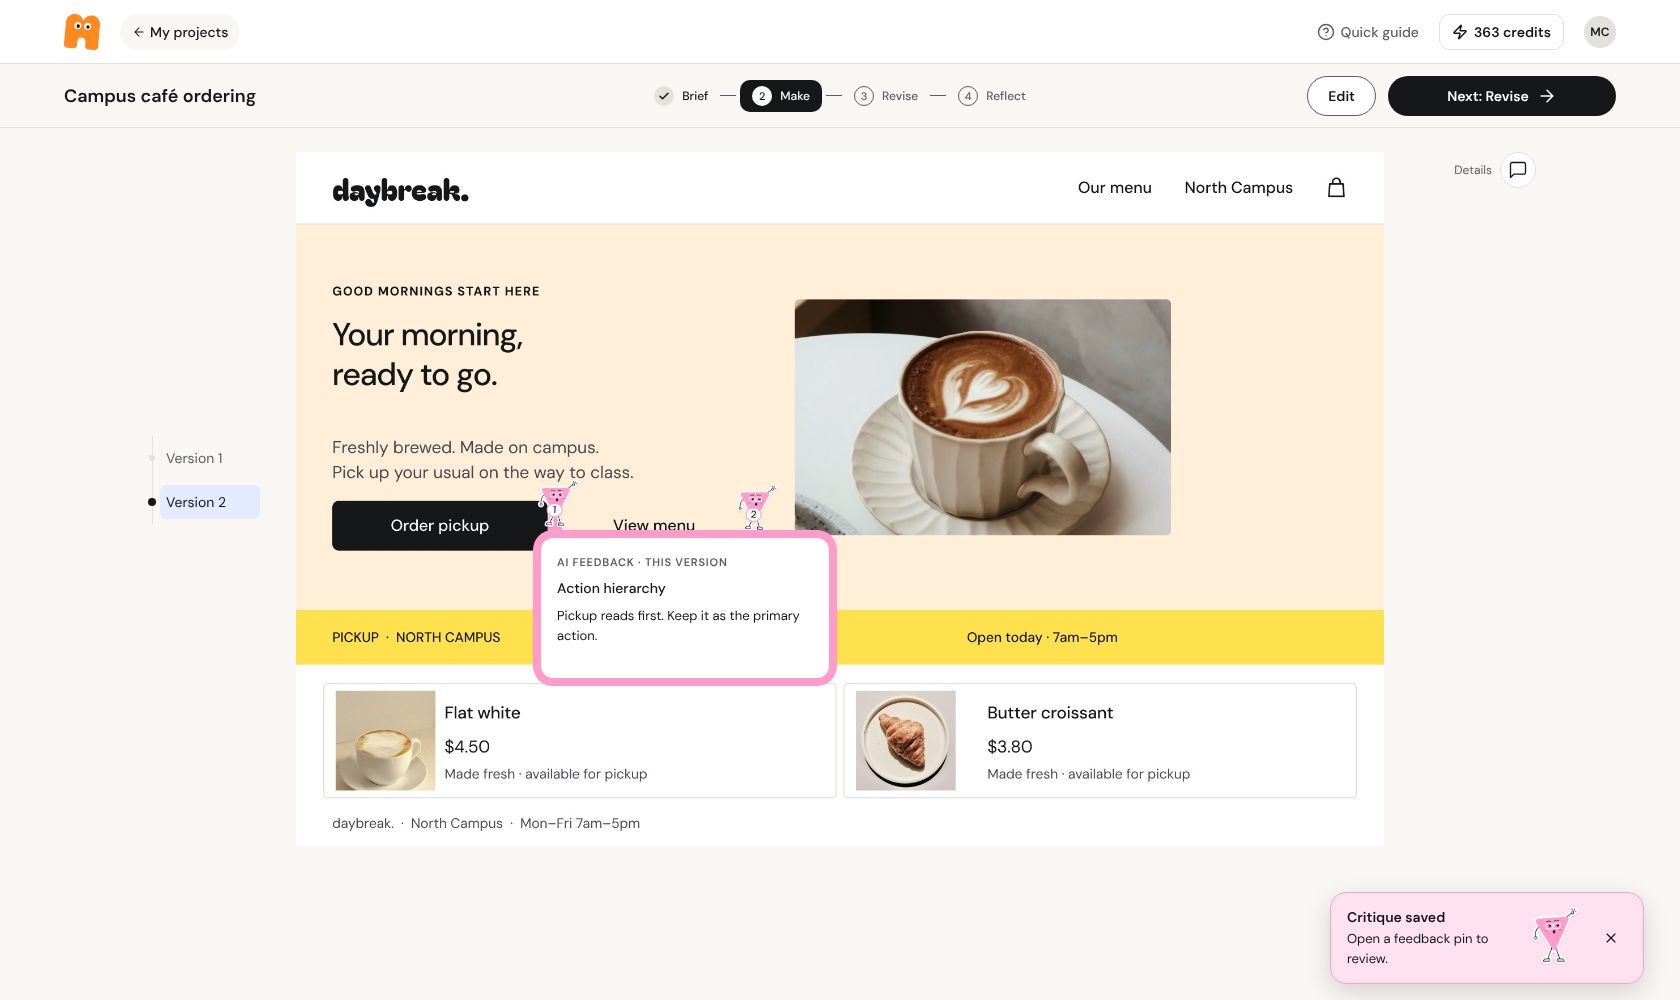 My projects
Quick guide
363 credits
MC
Campus café ordering
Brief
2 Make
3 Revise
4 Reflect
Edit
Next: Revise
Details
daybreak.
Our menu
North Campus
GOOD MORNINGS START HERE
Your morning,
ready to go.
Freshly brewed. Made on campus.
Pick up your usual on the way to class.
Version 1
Version 2
Order pickup
1
View menu
2
AI FEEDBACK · THIS VERSION
Action hierarchy
Pickup reads first. Keep it as the primary
action.
PICKUP · NORTH CAMPUS
Open today · 7am–5pm
Flat white
$4.50
Made fresh · available for pickup
Butter croissant
$3.80
Made fresh · available for pickup
daybreak. · North Campus · Mon–Fri 7am–5pm
Critique saved
Open a feedback pin to
review.